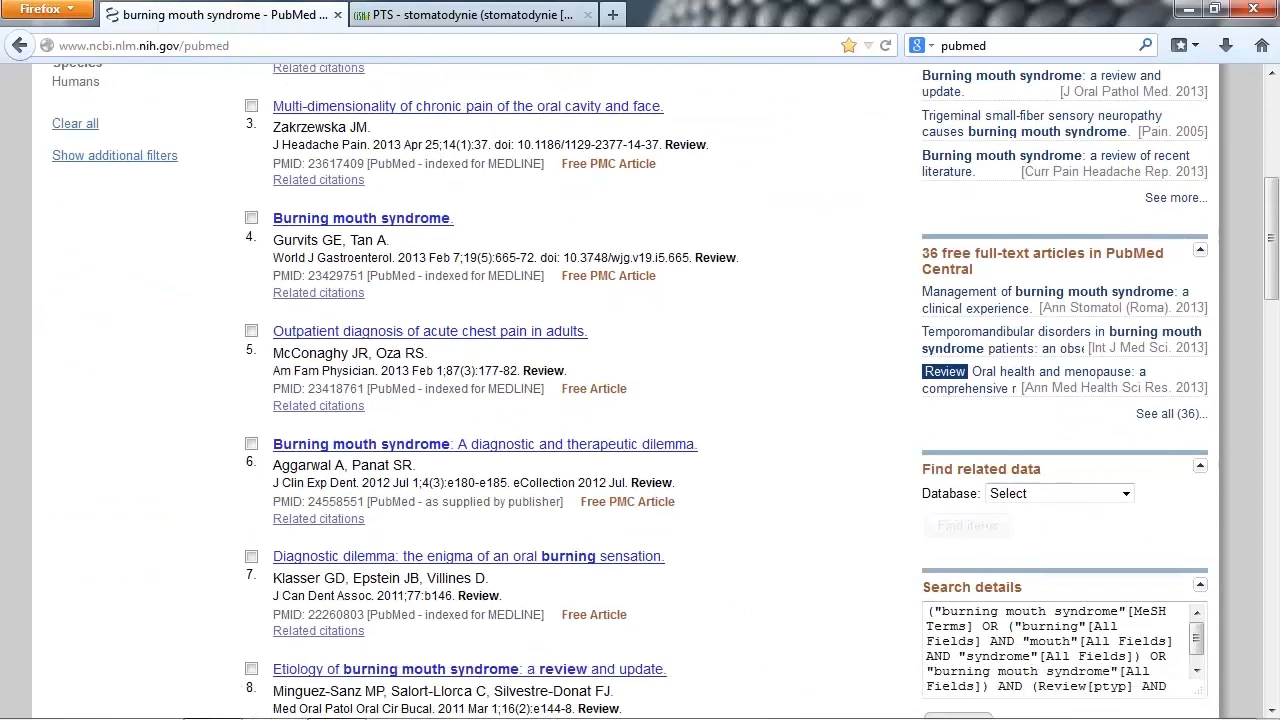 Firefox
burning mouth syndrome - PubMed ...
PTS - stomatodynie (stomatodynie [...
www.ncbi.nlm.nih.gov/pubmed
pubmed
Species
Humans
Clear all
Show additional filters
Related citations
Multi-dimensionality of chronic pain of the oral cavity and face.
3. Zakrzewska JM.
J Headache Pain. 2013 Apr 25;14(1):37. doi: 10.1186/1129-2377-14-37. Review.
PMID: 23617409 [PubMed - indexed for MEDLINE] Free PMC Article
Related citations
Burning mouth syndrome.
4. Gurvits GE, Tan A.
World J Gastroenterol. 2013 Feb 7;19(5):665-72. doi: 10.3748/wjg.v19.i5.665. Review.
PMID: 23429751 [PubMed - indexed for MEDLINE] Free PMC Article
Related citations
Outpatient diagnosis of acute chest pain in adults.
5. McConaghy JR, Oza RS.
Am Fam Physician. 2013 Feb 1;87(3):177-82. Review.
PMID: 23418761 [PubMed - indexed for MEDLINE] Free Article
Related citations
Burning mouth syndrome: A diagnostic and therapeutic dilemma.
6. Aggarwal A, Panat SR.
J Clin Exp Dent. 2012 Jul 1;4(3):e180-e185. eCollection 2012 Jul. Review.
PMID: 24558551 [PubMed - as supplied by publisher] Free PMC Article
Related citations
Diagnostic dilemma: the enigma of an oral burning sensation.
7. Klasser GD, Epstein JB, Villines D.
J Can Dent Assoc. 2011;77:b146. Review.
PMID: 22260803 [PubMed - indexed for MEDLINE] Free Article
Related citations
Etiology of burning mouth syndrome: a review and update.
8. Minguez-Sanz MP, Salort-Llorca C, Silvestre-Donat FJ.
Med Oral Patol Oral Cir Bucal. 2011 Mar 1;16(2):e144-8. Review.
Burning mouth syndrome: a review and
update. [J Oral Pathol Med. 2013]
Trigeminal small-fiber sensory neuropathy
causes burning mouth syndrome. [Pain. 2005]
Burning mouth syndrome: a review of recent
literature. [Curr Pain Headache Rep. 2013]
See more...
36 free full-text articles in PubMed
Central
Management of burning mouth syndrome: a
clinical experience. [Ann Stomatol (Roma). 2013]
Temporomandibular disorders in burning mouth
syndrome patients: an obs [Int J Med Sci. 2013]
Review Oral health and menopause: a
comprehensive r [Ann Med Health Sci Res. 2013]
See all (36)...
Find related data
Database: Select
Find items
Search details
("burning mouth syndrome"[MeSH
Terms] OR ("burning"[All
Fields] AND "mouth"[All Fields]
AND "syndrome"[All Fields]) OR
"burning mouth syndrome"[All
Fields]) AND (Review[ptyp] AND